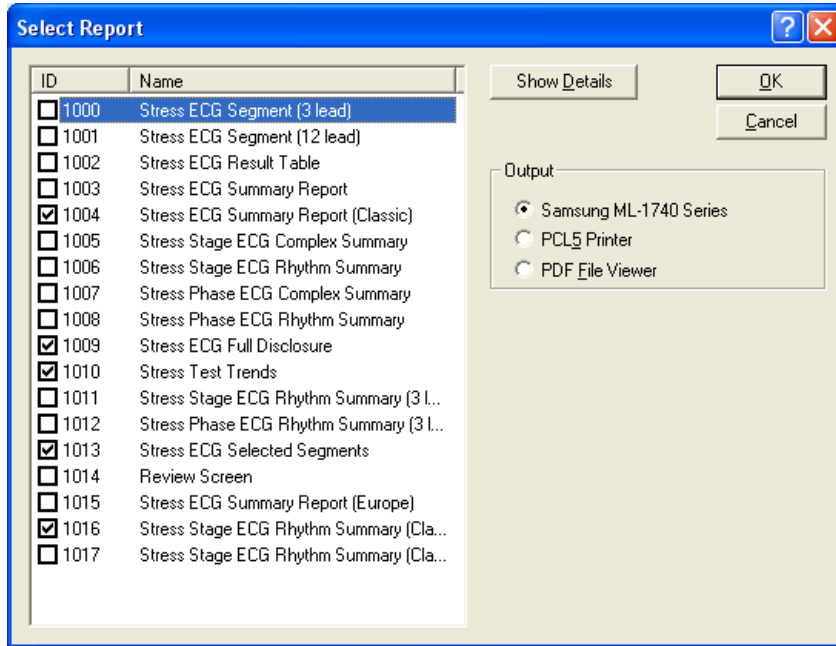 Select Report
ID Name
1000 Stress ECG Segment (3 lead)
1001 Stress ECG Segment (12 lead)
1002 Stress ECG Result Table
1003 Stress ECG Summary Report
1004 Stress ECG Summary Report (Classic)
1005 Stress Stage ECG Complex Summary
1006 Stress Stage ECG Rhythm Summary
1007 Stress Phase ECG Complex Summary
1008 Stress Phase ECG Rhythm Summary
1009 Stress ECG Full Disclosure
1010 Stress Test Trends
1011 Stress Stage ECG Rhythm Summary (3 l...
1012 Stress Phase ECG Rhythm Summary (3 l...
1013 Stress ECG Selected Segments
1014 Review Screen
1015 Stress ECG Summary Report (Europe)
1016 Stress Stage ECG Rhythm Summary (Cla...
1017 Stress Stage ECG Rhythm Summary (Cla...
Show Details
OK
Cancel
Output
Samsung ML-1740 Series
PCL5 Printer
PDF File Viewer